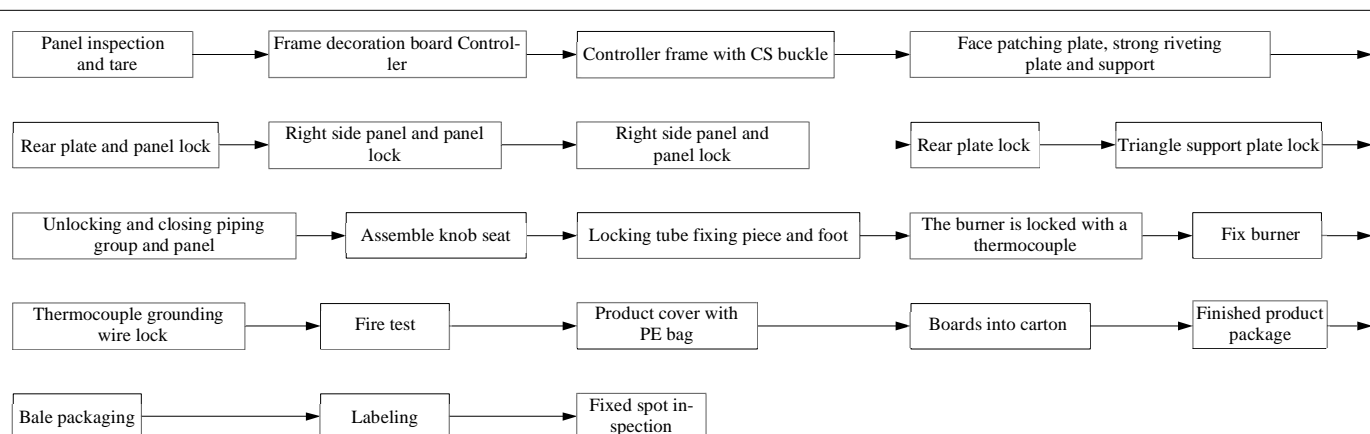 Panel inspection
and tare
Frame decoration board Control-
ler
Controller frame with CS buckle
Face patching plate, strong riveting
plate and support
Rear plate and panel lock
Right side panel and panel
lock
Right side panel and
panel lock
Rear plate lock
Triangle support plate lock
Unlocking and closing piping
group and panel
Assemble knob seat
Locking tube fixing piece and foot
The burner is locked with a
thermocouple
Fix burner
Thermocouple grounding
wire lock
Fire test
Product cover with
PE bag
Boards into carton
Finished product
package
Bale packaging
Labeling
Fixed spot in-
spection